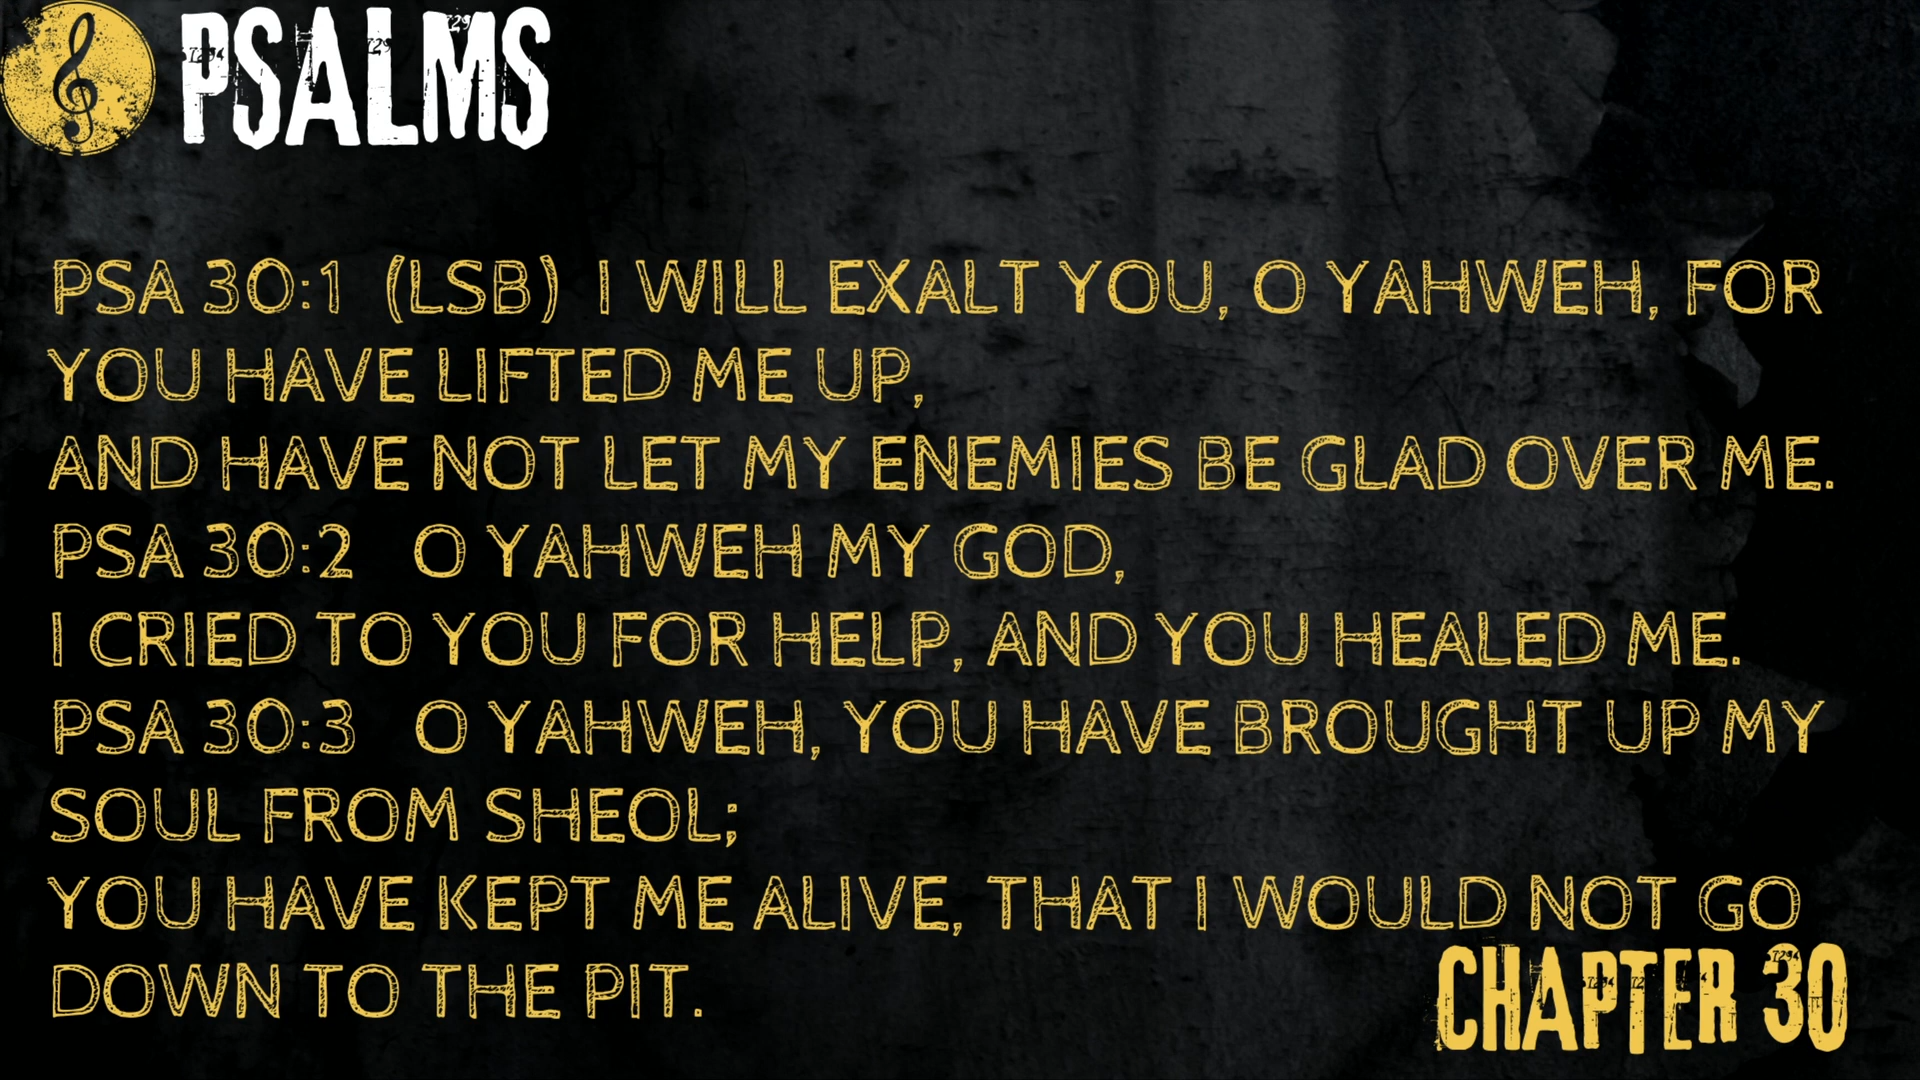 PSALMS
PSA 30:1 (LSB) I WILL EXALT YOU, O YAHWEH, FOR
YOU HAVE LIFTED ME UP,
AND HAVE NOT LET MY ENEMIES BE GLAD OVER ME.
PSA 30:2 O YAHWEH MY GOD,
I CRIED TO YOU FOR HELP, AND YOU HEALED ME.
PSA 30:3 O YAHWEH, YOU HAVE BROUGHT UP MY
SOUL FROM SHEOL;
YOU HAVE KEPT ME ALIVE, THAT I WOULD NOT GO
DOWN TO THE PIT.
CHAPTER 30